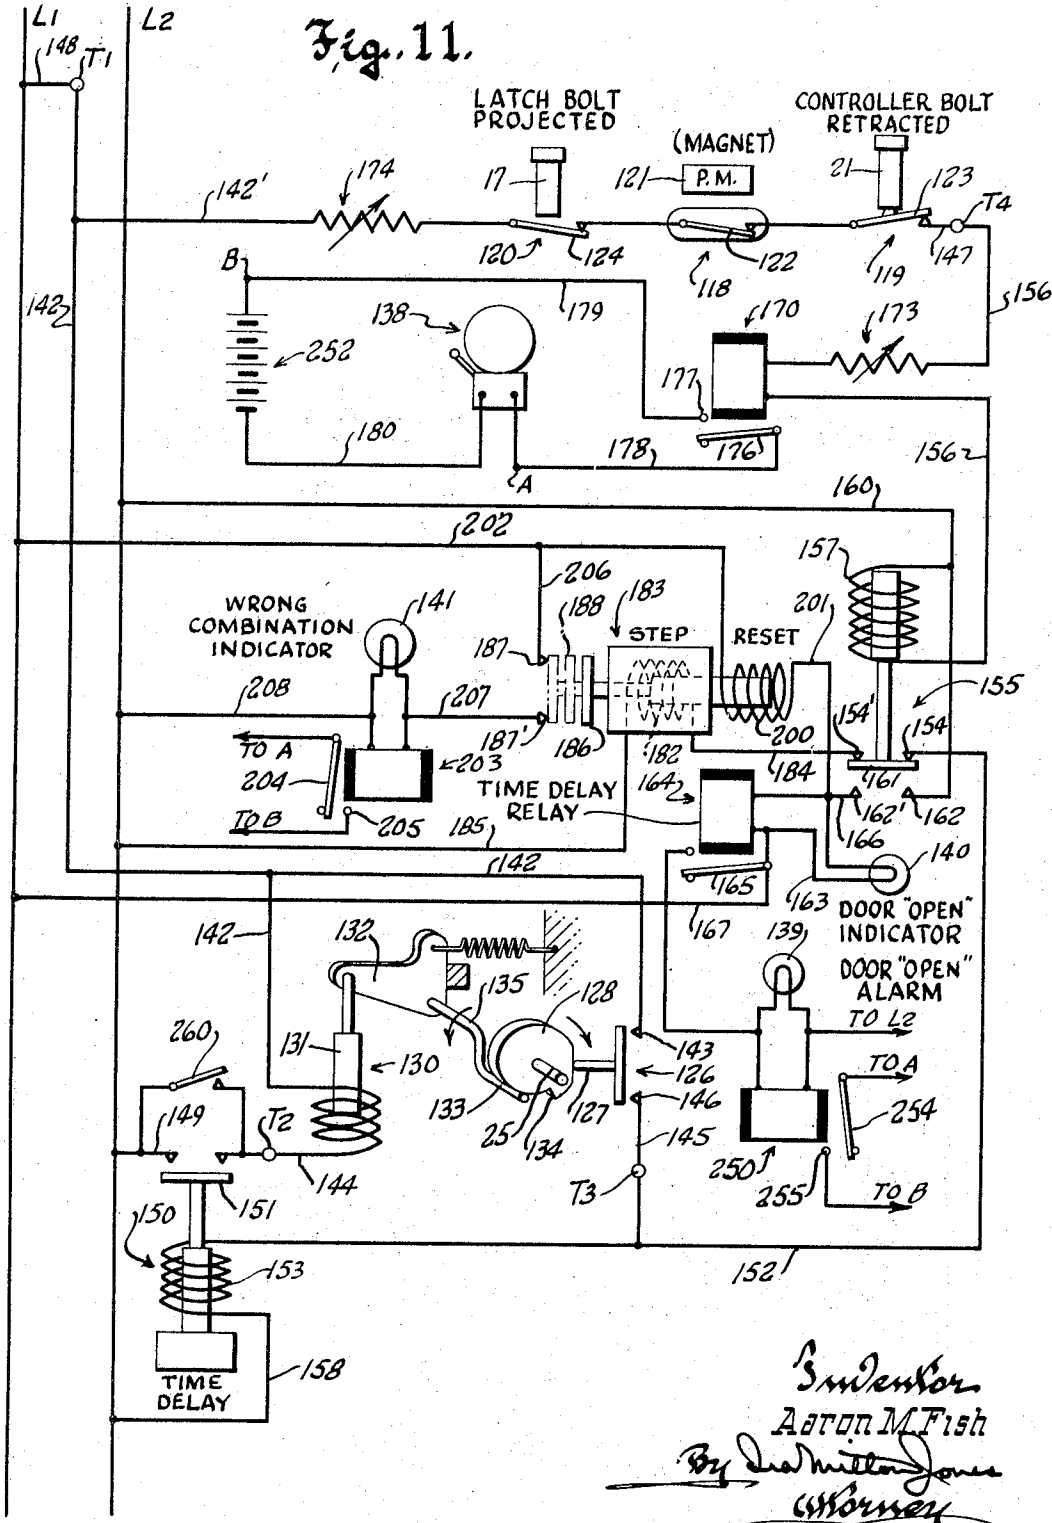 L1
L2
Fig. 11.
148
T1
LATCH BOLT
PROJECTED
CONTROLLER BOLT
RETRACTED
(MAGNET)
142'
174
17
121
P.M.
21
123
T4
120
124
118
122
119
147
B
142
138
179
170
173
156
252
177
180
178
176
156
A
160
202
157
206
WRONG
COMBINATION
INDICATOR
141
188
183
STEP
RESET
201
187
208
207
155
187'
186
182
200
154'
154
TO A
203
184
161
204
TIME DELAY
RELAY
164
162'
162
TO B
205
185
166
140
142
165
163
DOOR "OPEN"
INDICATOR
142
132
167
139
135
128
DOOR "OPEN"
ALARM
TO L2
260
131
130
143
126
TO A
149
T2
133
127
146
25
134
145
254
144
250
255
T3
TO B
150
151
153
152
TIME
DELAY
158
Inventor
Aaron M. Fish
By Ira Milton Jones
Attorney